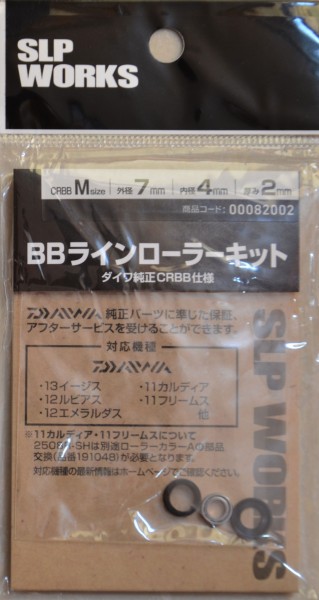 SLP
WORKS
CRBB Msize 外径7mm 内径4mm 厚み2mm
商品コード：00082002
BBラインローラーキット
ダイワ純正CRBB仕様
DAIWA 純正パーツに準じた保証、
アフターサービスを受けることができます。
対応機種
DAIWA
・13イージス ・11カルディア
・12ルビアス ・11フリームス
・12エメラルダス 他
※11カルディア・11フリームスについて
・SHは別途ローラーカラーAの部品
交換(品番191048)が必要となります。
対応機種の最新情報はホームページでご確認ください。
SLP WORKS